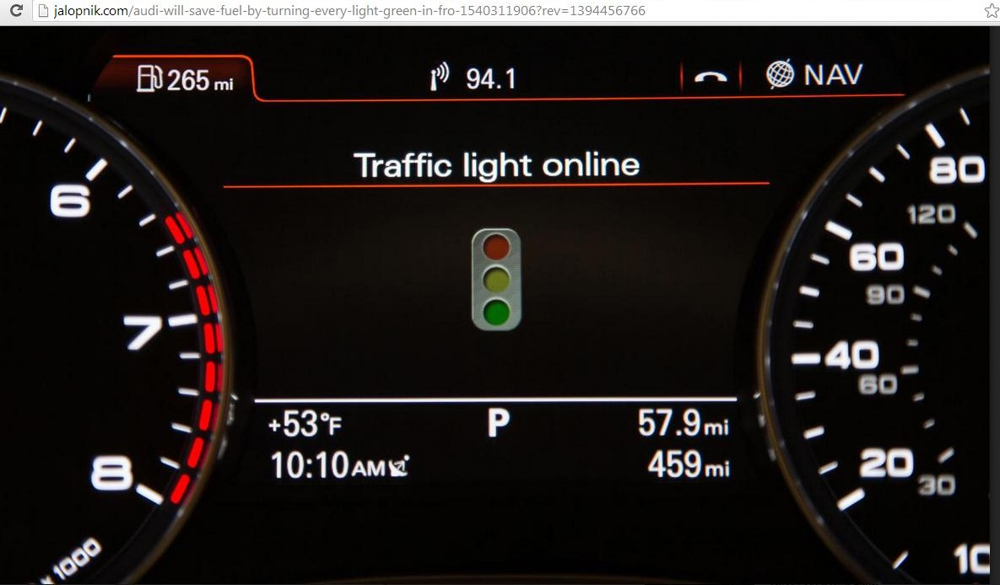 jalopnik.com/audi-will-save-fuel-by-turning-every-light-green-in-fro-1540311906?rev=1394456766
265 mi
94.1
NAV
Traffic light online
6
7
8
x 1000
80
120
60
90
40
60
20
30
10
+53°F
P
57.9 mi
10:10 AM
459 mi